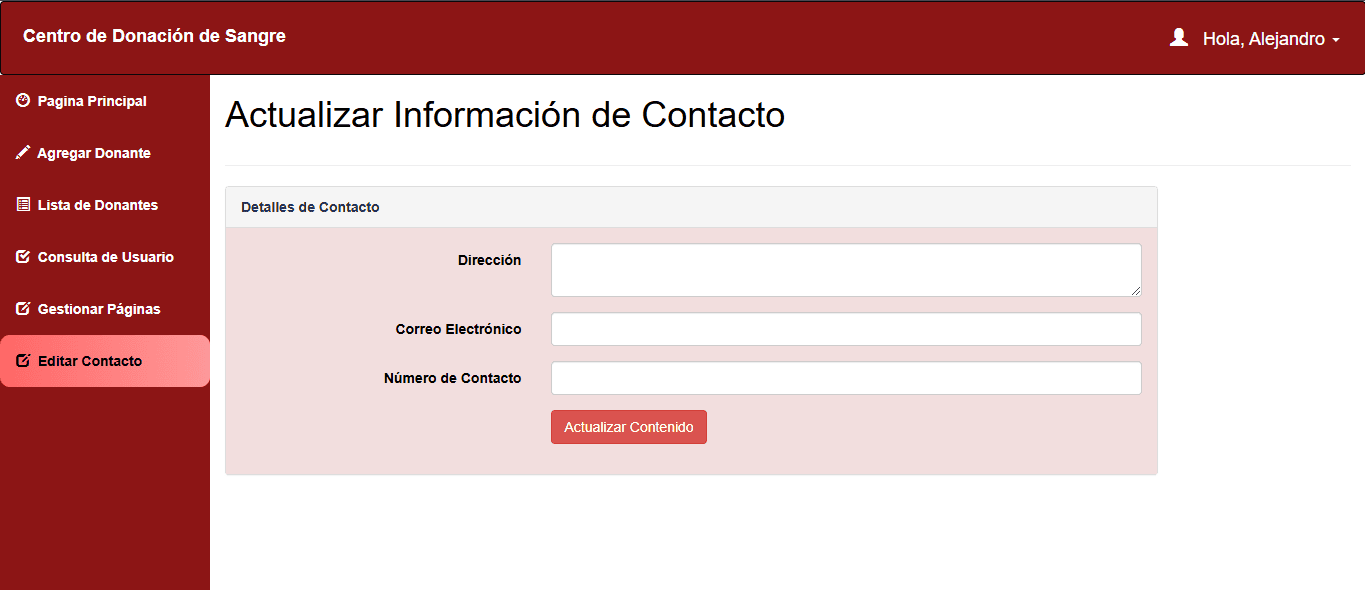 Centro de Donación de Sangre
Hola, Alejandro
Pagina Principal
Agregar Donante
Lista de Donantes
Consulta de Usuario
Gestionar Páginas
Editar Contacto
Actualizar Información de Contacto
Detalles de Contacto
Dirección
Correo Electrónico
Número de Contacto
Actualizar Contenido